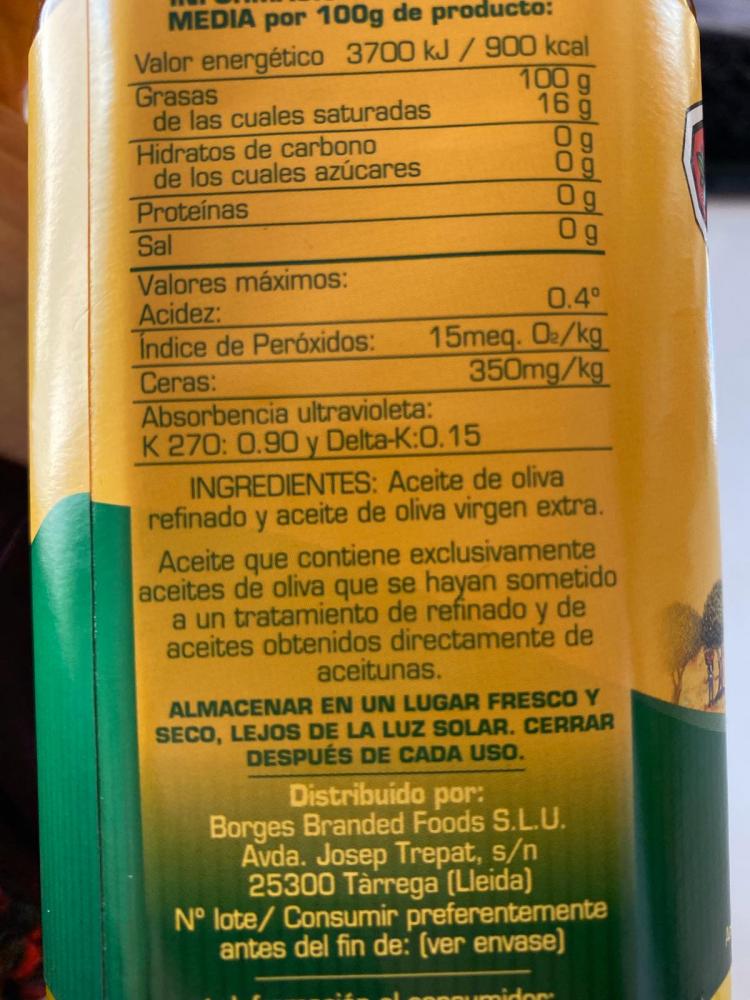 MEDIA por 100g de producto:
Valor energético 3700 kJ / 900 kcal
Grasas 100 g
de las cuales saturadas 16 g
Hidratos de carbono 0 g
de los cuales azúcares 0 g
Proteínas 0 g
Sal 0 g
Valores máximos:
Acidez: 0.4º
Índice de Peróxidos: 15meq. O₂/kg
Ceras: 350mg/kg
Absorbencia ultravioleta:
K 270: 0.90 y Delta-K:0.15
INGREDIENTES: Aceite de oliva
refinado y aceite de oliva virgen extra.
Aceite que contiene exclusivamente
aceites de oliva que se hayan sometido
a un tratamiento de refinado y de
aceites obtenidos directamente de
aceitunas.
ALMACENAR EN UN LUGAR FRESCO Y
SECO, LEJOS DE LA LUZ SOLAR. CERRAR
DESPUÉS DE CADA USO.
Distribuído por:
Borges Branded Foods S.L.U.
Avda. Josep Trepat, s/n
25300 Tàrrega (Lleida)
Nº lote/ Consumir preferentemente
antes del fin de: (ver envase)